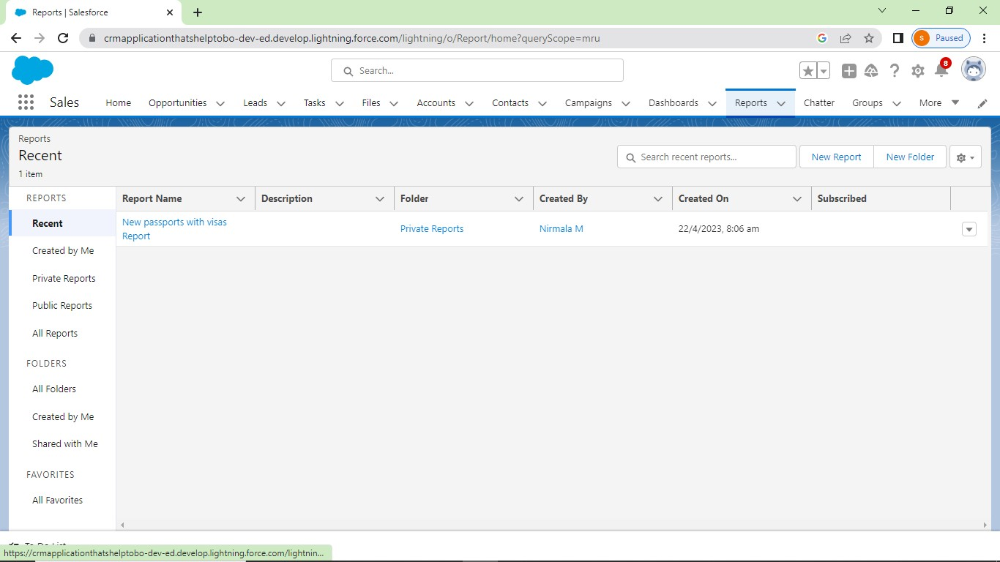 Reports | Salesforce
crmapplicationthatshelptobo-dev-ed.develop.lightning.force.com/lightning/o/Report/home?queryScope=mru
S Paused
Search...
8
Sales Home Opportunities Leads Tasks Files Accounts Contacts Campaigns Dashboards Reports Chatter Groups More
Reports
Recent
1 item
Search recent reports...
New Report New Folder
REPORTS
Recent
Created by Me
Private Reports
Public Reports
All Reports
FOLDERS
All Folders
Created by Me
Shared with Me
FAVORITES
All Favorites
Report Name Description Folder Created By Created On Subscribed
New passports with visas
Report
Private Reports Nirmala M 22/4/2023, 8:06 am
To Do List
https://crmapplicationthatshelptobo-dev-ed.develop.lightning.force.com/lightnin...